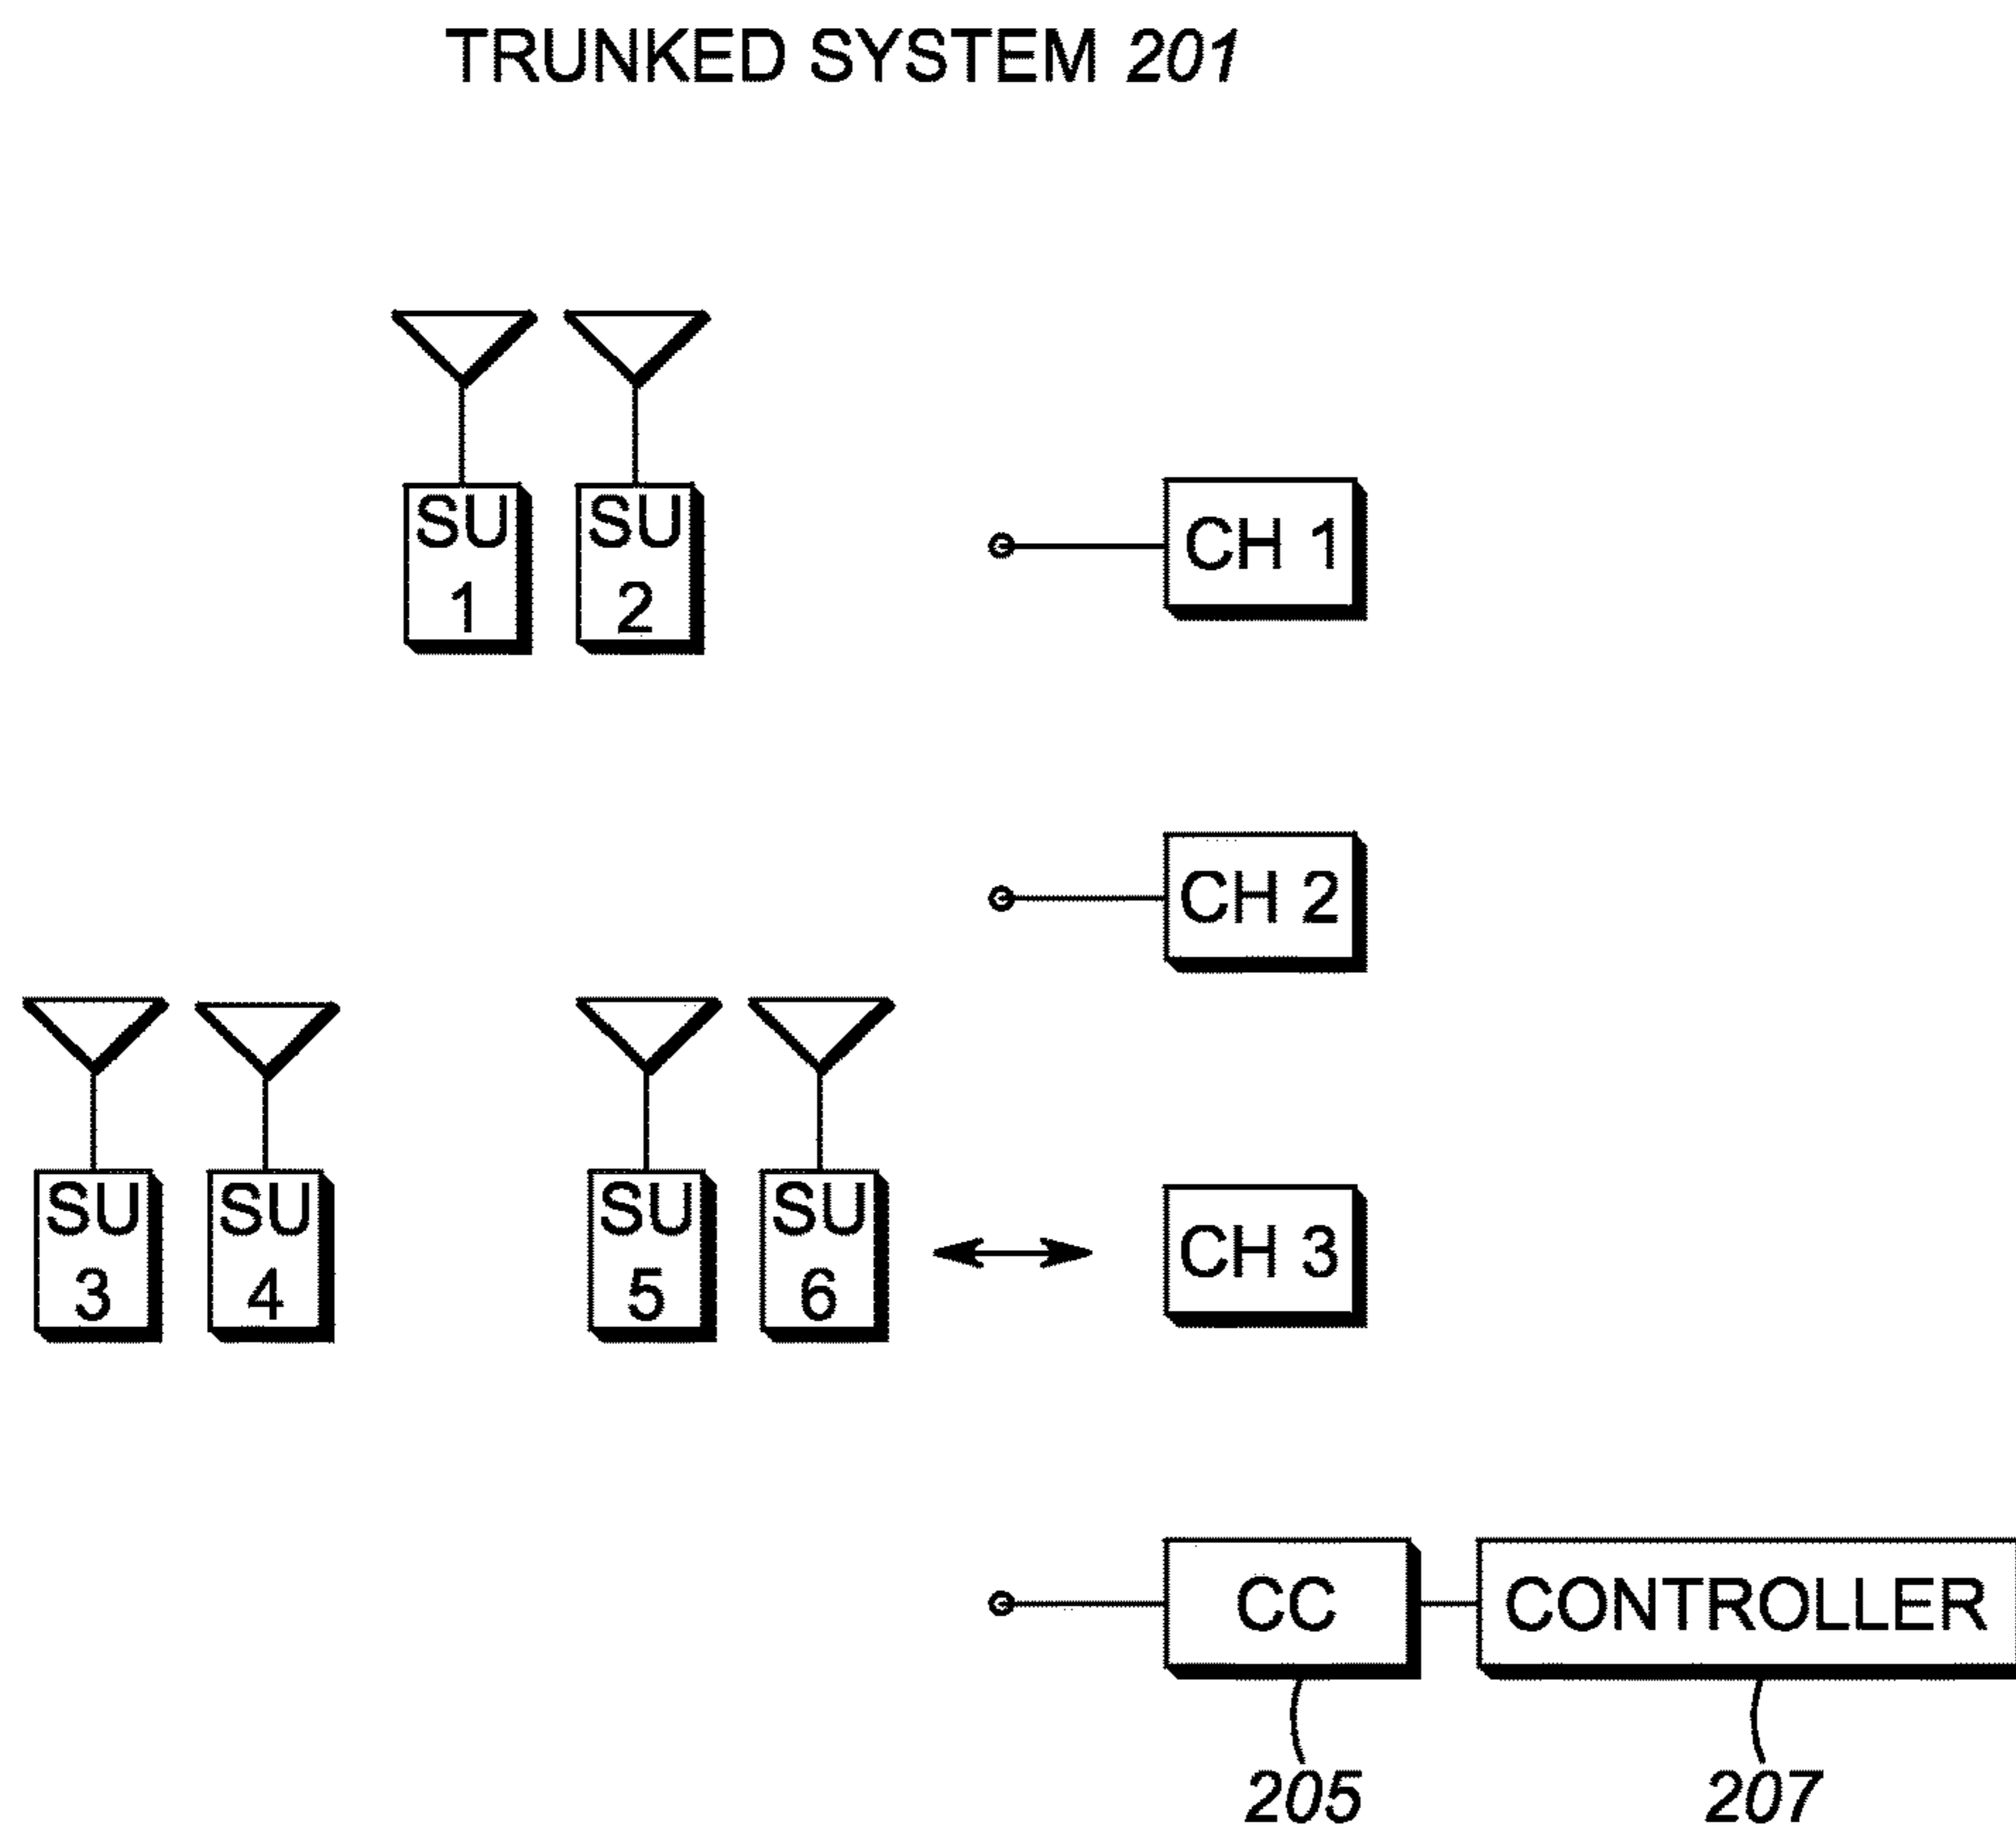 TRUNKED SYSTEM 201
SU 1
SU 2
CH 1
CH 2
SU 3
SU 4
SU 5
SU 6
CH 3
CC
CONTROLLER
205
207